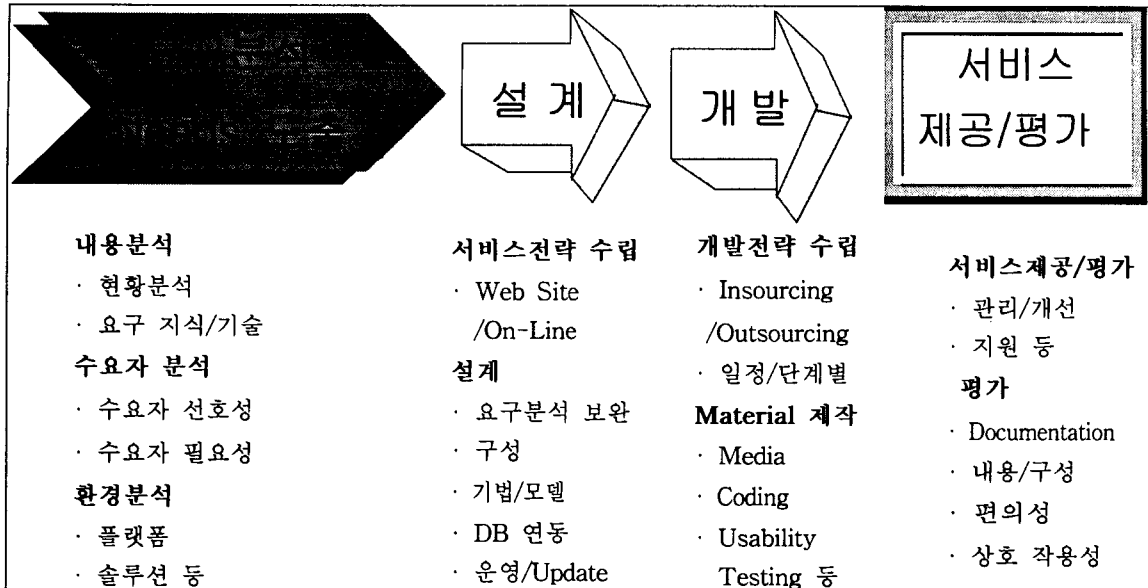 분석
설 계
개 발
서비스
제공/평가
내용분석
· 현황분석
· 요구 지식/기술
수요자 분석
· 수요자 선호성
· 수요자 필요성
환경분석
· 플랫폼
· 솔루션 등
서비스전략 수립
· Web Site
/On-Line
설계
· 요구분석 보완
· 구성
· 기법/모델
· DB 연동
· 운영/Update
개발전략 수립
· Insourcing
/Outsourcing
· 일정/단계별
Material 제작
· Media
· Coding
· Usability
Testing 등
서비스제공/평가
· 관리/개선
· 지원 등
평가
· Documentation
· 내용/구성
· 편의성
· 상호 작용성